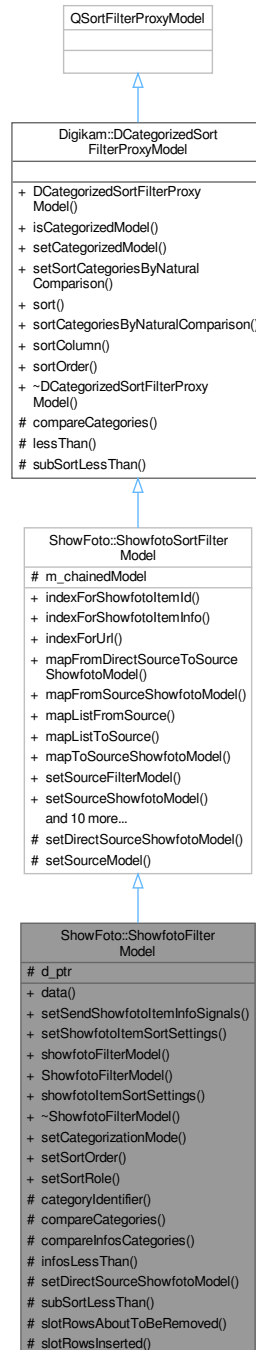 QSortFilterProxyModel
Digikam::DCategorizedSort
FilterProxyModel
+ DCategorizedSortFilterProxy
Model()
+ isCategorizedModel()
+ setCategorizedModel()
+ setSortCategoriesByNatural
Comparison()
+ sort()
+ sortCategoriesByNaturalComparison()
+ sortColumn()
+ sortOrder()
+ ~DCategorizedSortFilterProxy
Model()
# compareCategories()
# lessThan()
# subSortLessThan()
ShowFoto::ShowfotoSortFilter
Model
# m_chainedModel
+ indexForShowfotoItemId()
+ indexForShowfotoItemInfo()
+ indexForUrl()
+ mapFromDirectSourceToSource
ShowfotoModel()
+ mapFromSourceShowfotoModel()
+ mapListFromSource()
+ mapListToSource()
+ mapToSourceShowfotoModel()
+ setSourceFilterModel()
+ setSourceShowfotoModel()
and 10 more...
# setDirectSourceShowfotoModel()
# setSourceModel()
ShowFoto::ShowfotoFilter
Model
# d_ptr
+ data()
+ setSendShowfotoItemInfoSignals()
+ setShowfotoItemSortSettings()
+ showfotoFilterModel()
+ ShowfotoFilterModel()
+ showfotoItemSortSettings()
+ ~ShowfotoFilterModel()
+ setCategorizationMode()
+ setSortOrder()
+ setSortRole()
# categoryIdentifier()
# compareCategories()
# compareInfosCategories()
# infosLessThan()
# setDirectSourceShowfotoModel()
# subSortLessThan()
# slotRowsAboutToBeRemoved()
# slotRowsInserted()